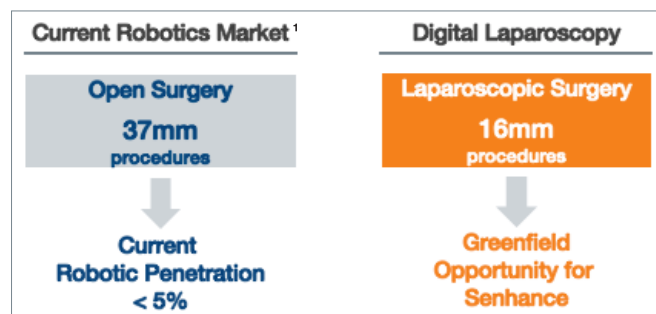 Current Robotics Market ¹
Open Surgery
37mm
procedures
Current
Robotic Penetration
< 5%
Digital Laparoscopy
Laparoscopic Surgery
16mm
procedures
Greenfield
Opportunity for
Senhance